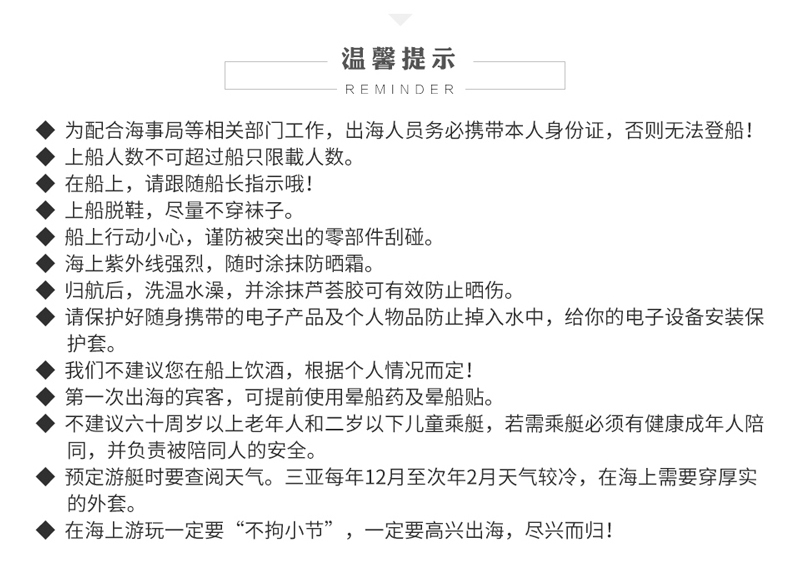 温馨提示
REMINDER
◆ 为配合海事局等相关部门工作，出海人员务必携带本人身份证，否则无法登船！
◆ 上船人数不可超过船只限載人数。
◆ 在船上，请跟随船长指示哦！
◆ 上船脱鞋，尽量不穿袜子。
◆ 船上行动小心，谨防被突出的零部件刮碰。
◆ 海上紫外线强烈，随时涂抹防晒霜。
◆ 归航后，洗温水澡，并涂抹芦荟胶可有效防止晒伤。
◆ 请保护好随身携带的电子产品及个人物品防止掉入水中，给你的电子设备安装保
护套。
◆ 我们不建议您在船上饮酒，根据个人情况而定！
◆ 第一次出海的宾客，可提前使用晕船药及晕船贴。
◆ 不建议六十周岁以上老年人和二岁以下儿童乘艇，若需乘艇必须有健康成年人陪
同，并负责被陪同人的安全。
◆ 预定游艇时要查阅天气。三亚每年12月至次年2月天气较冷，在海上需要穿厚实
的外套。
◆ 在海上游玩一定要“不拘小节”，一定要高兴出海，尽兴而归！